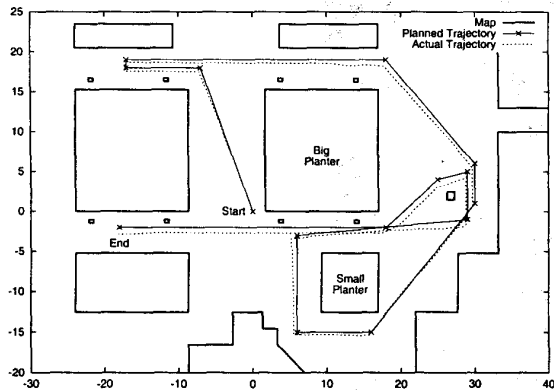 25
20
15
10
5
0
-5
-10
-15
-20
-30
-20
-10
0
10
20
30
40
Map
Planned Trajectory
Actual Trajectory
Big
Planter
Start
End
Small
Planter